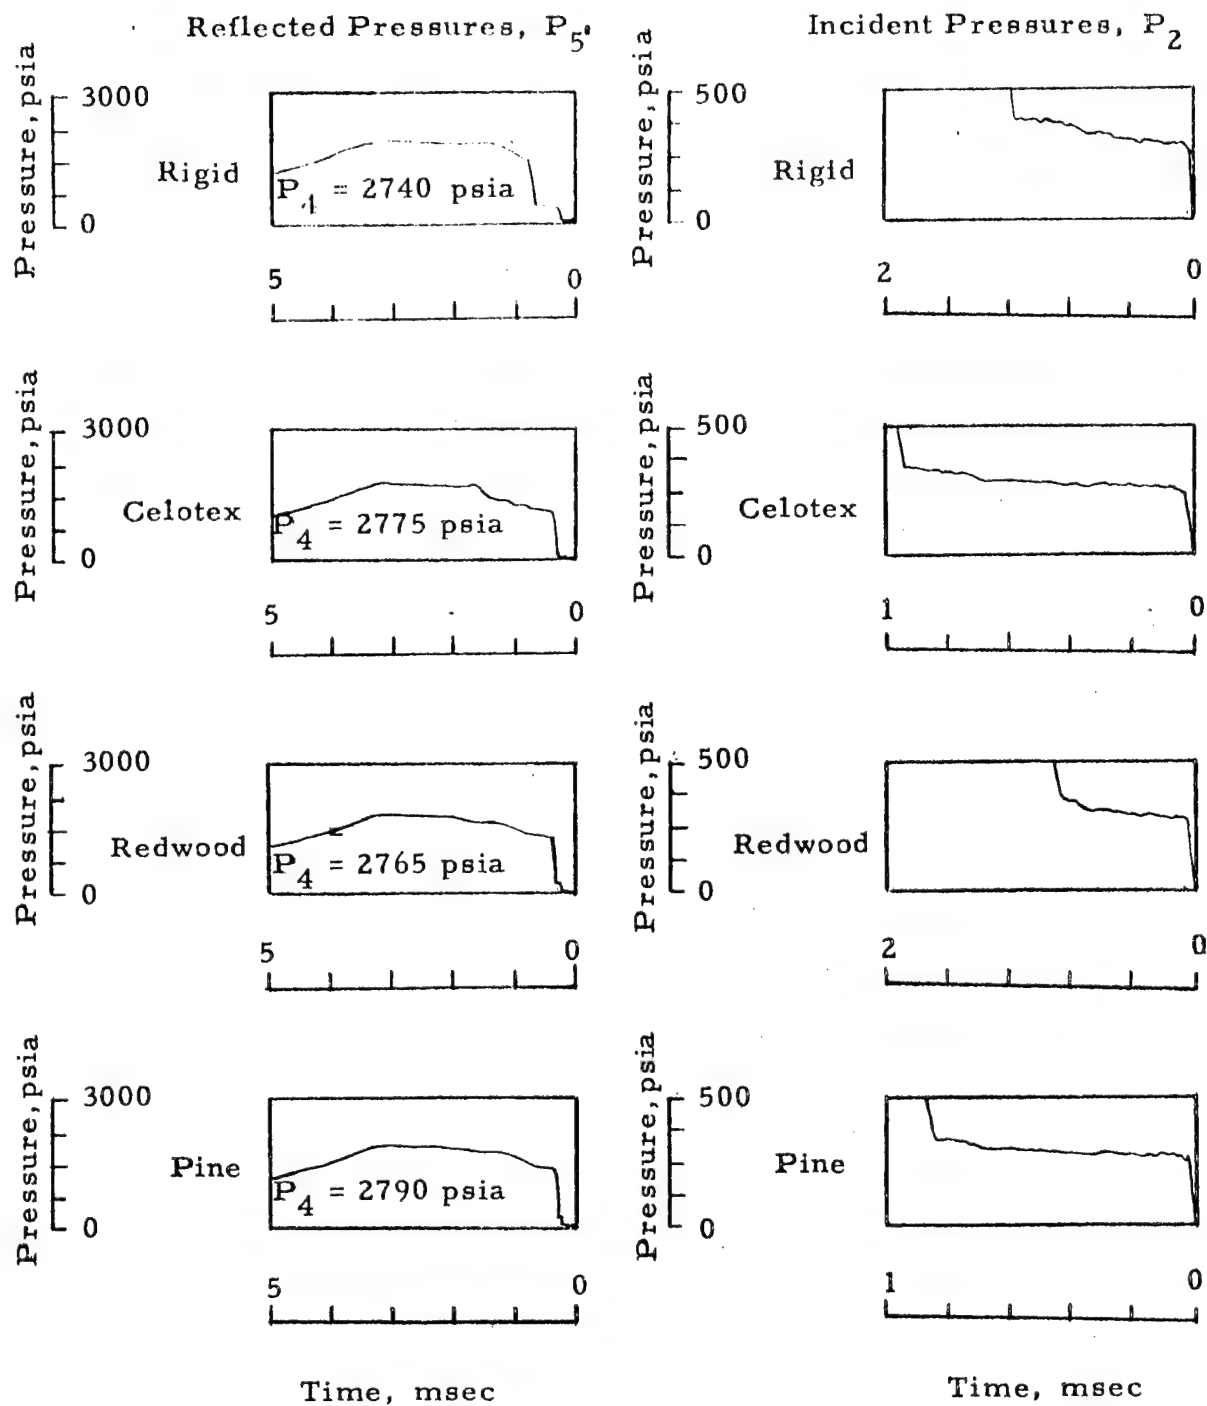 Reflected Pressures, P5
Incident Pressures, P2
Pressure, psia
3000
0
Rigid
P4 = 2740 psia
5 0
Pressure, psia
500
0
Rigid
2 0
Pressure, psia
3000
0
Celotex
P4 = 2775 psia
5 0
Pressure, psia
500
0
Celotex
1 0
Pressure, psia
3000
0
Redwood
P4 = 2765 psia
5 0
Pressure, psia
500
0
Redwood
2 0
Pressure, psia
3000
0
Pine
P4 = 2790 psia
5 0
Pressure, psia
500
0
Pine
1 0
Time, msec
Time, msec